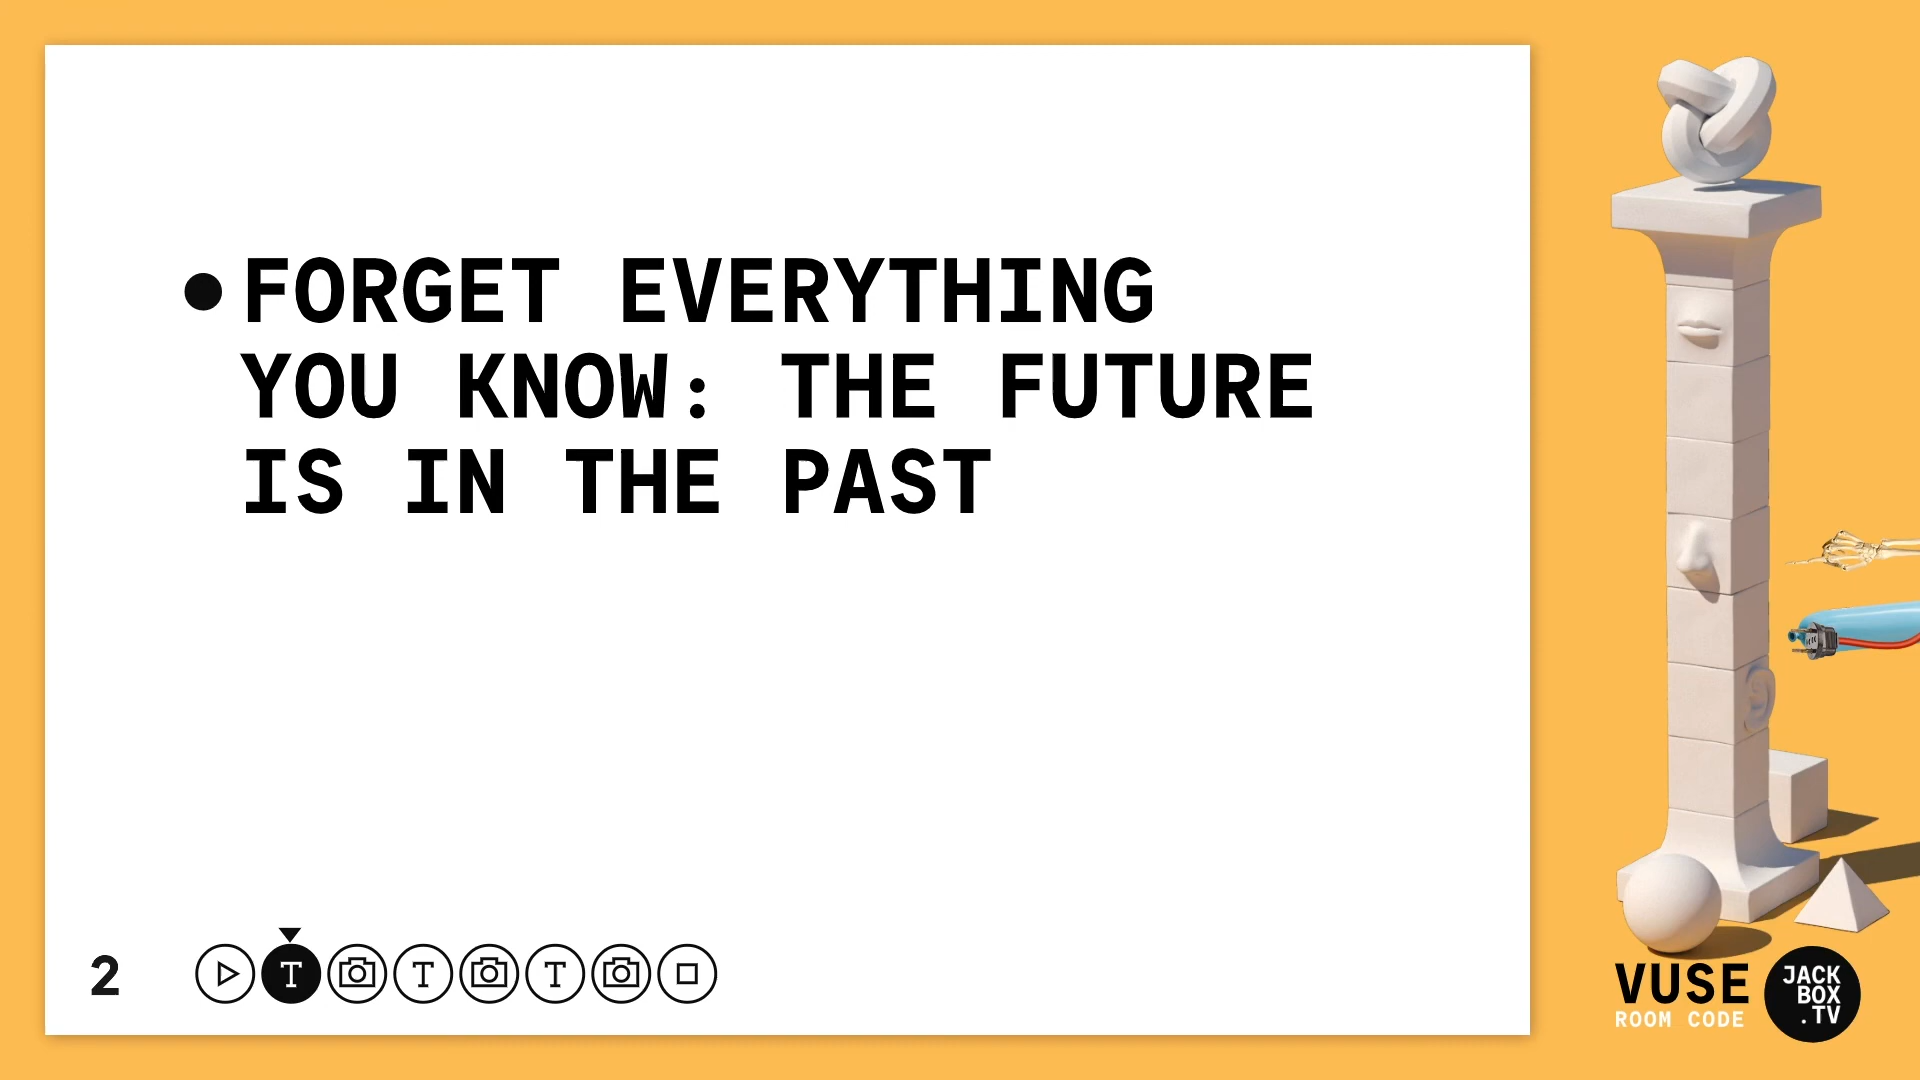 • FORGET EVERYTHING
YOU KNOW: THE FUTURE
IS IN THE PAST
2
T
T
T
VUSE
ROOM CODE
JACK
BOX
.TV